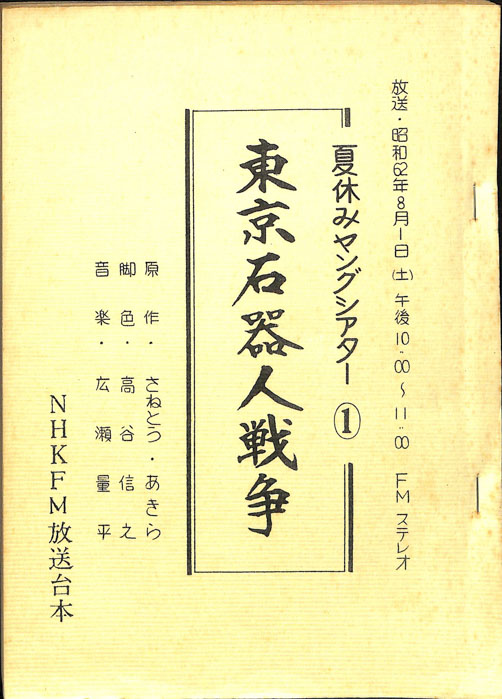 放送・昭和62年8月1日(土)午後10:00～11:00 FMステレオ
夏休みヤングシアター①
東京石器人戦争
原作・さねとう・あきら
脚色・高谷信之
音楽・広瀬量平
NHKFM放送台本